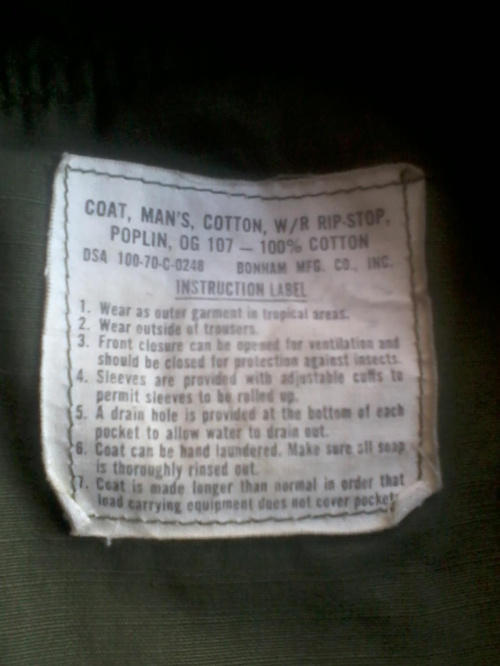 COAT, MAN'S, COTTON, W/R RIP-STOP,
POPLIN, OG 107 — 100% COTTON
DSA 100-70-C-0248 BONHAM MFG. CO., INC.
INSTRUCTION LABEL
1. Wear as outer garment in tropical areas.
2. Wear outside of trousers.
3. Front closure can be opened for ventilation and
should be closed for protection against insects.
4. Sleeves are provided with adjustable cuffs to
permit sleeves to be rolled up.
5. A drain hole is provided at the bottom of each
pocket to allow water to drain out.
6. Coat can be hand laundered. Make sure all soap
is thoroughly rinsed out.
7. Coat is made longer than normal in order that
load carrying equipment does not cover pockets